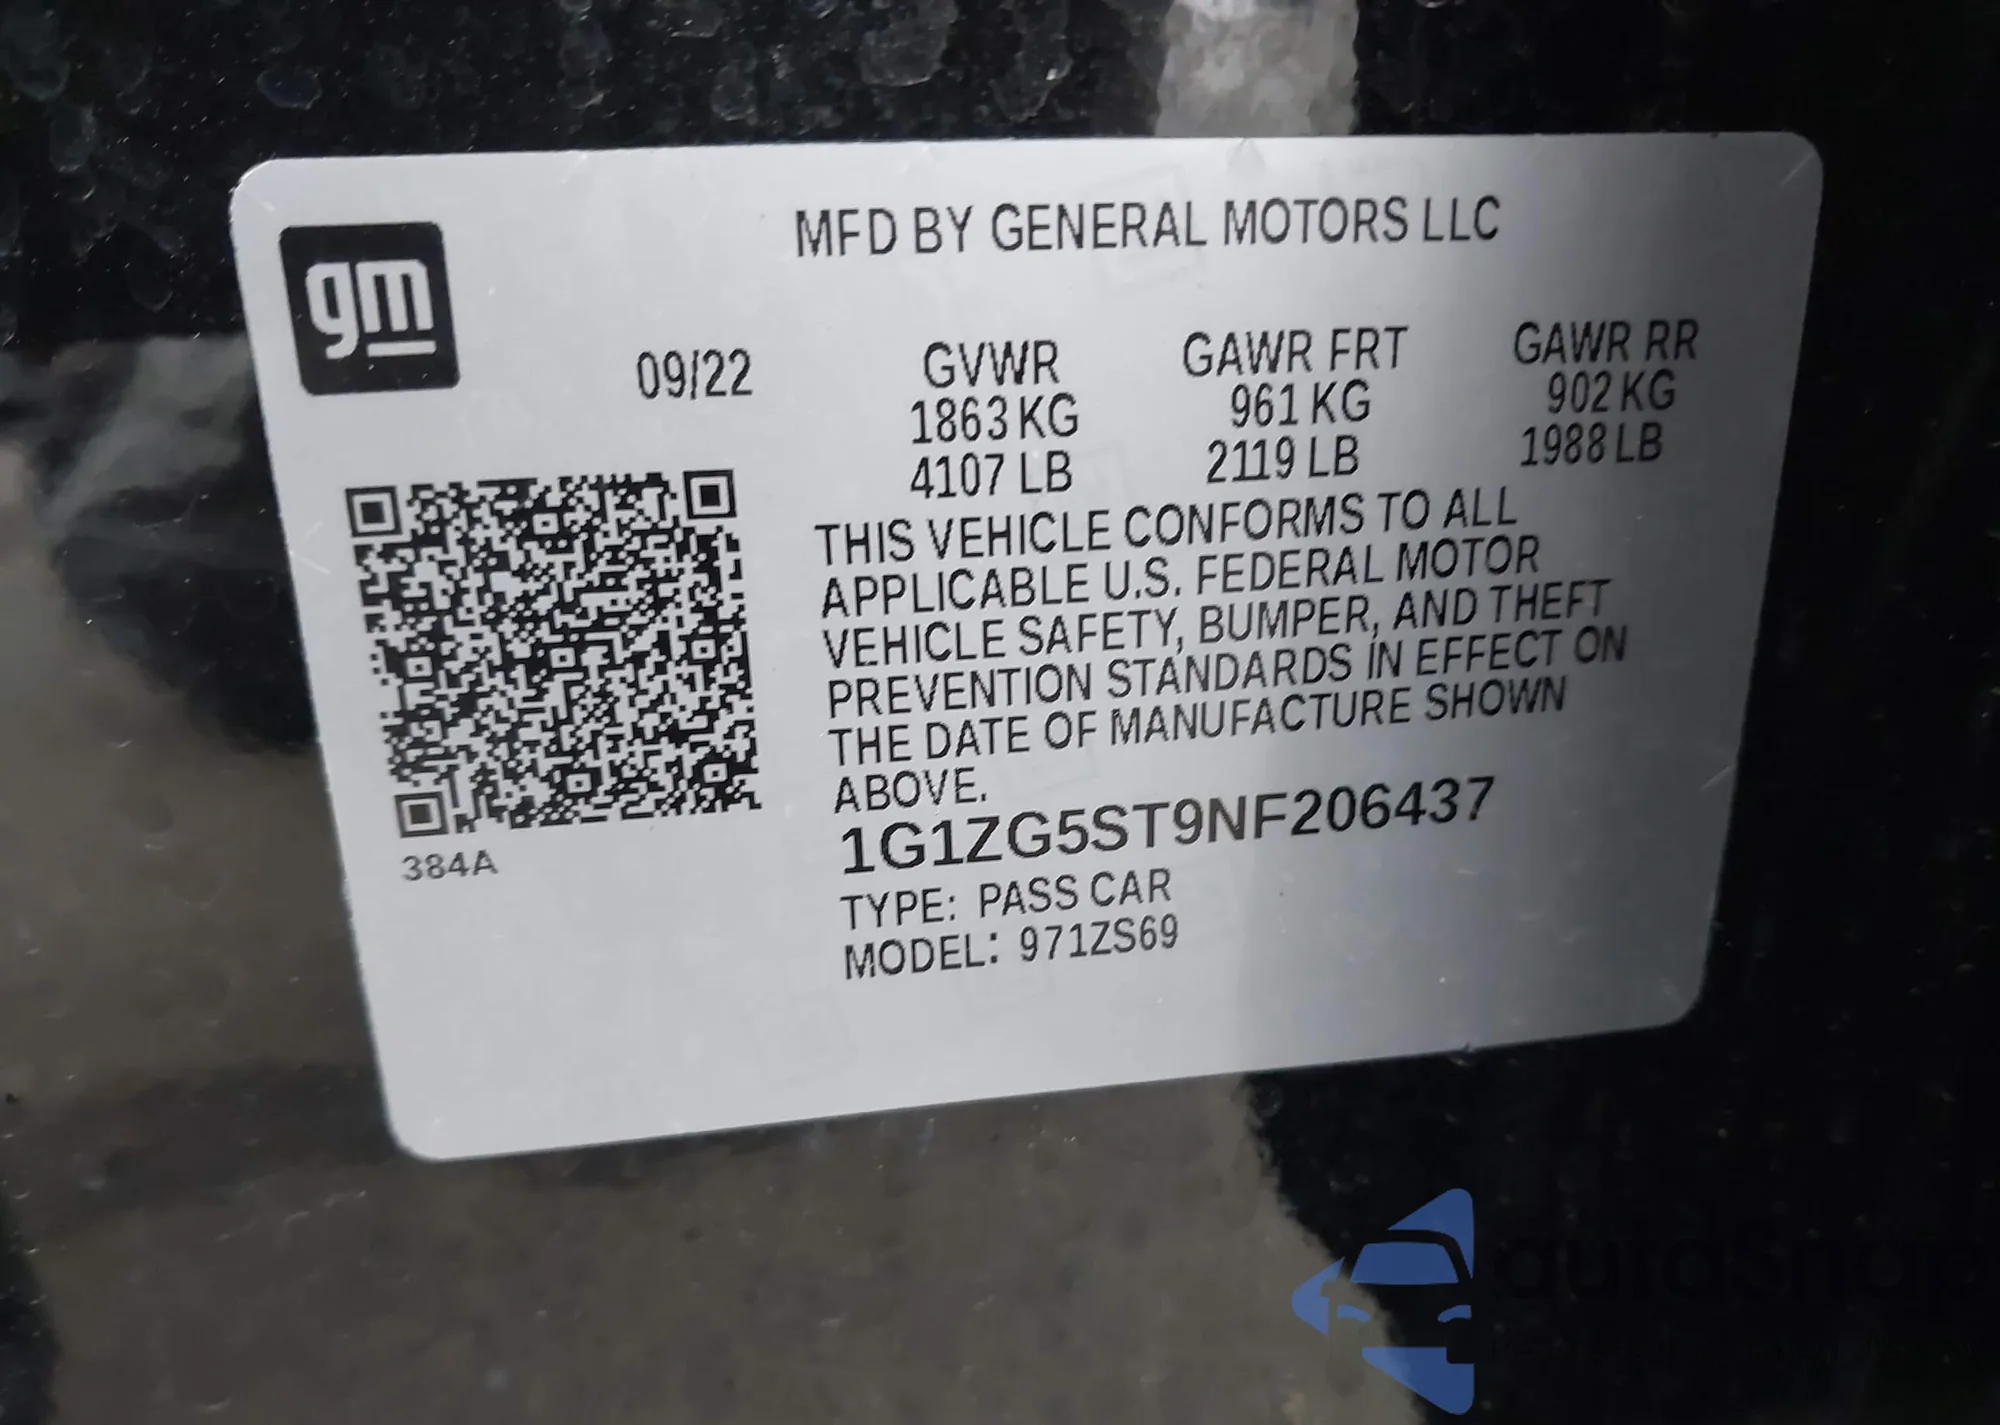 gm
MFD BY GENERAL MOTORS LLC
09/22
GVWR
1863 KG
4107 LB
GAWR FRT
961 KG
2119 LB
GAWR RR
902 KG
1988 LB
THIS VEHICLE CONFORMS TO ALL
APPLICABLE U.S. FEDERAL MOTOR
VEHICLE SAFETY, BUMPER, AND THEFT
PREVENTION STANDARDS IN EFFECT ON
THE DATE OF MANUFACTURE SHOWN
ABOVE.
1G1ZG5ST9NF206437
TYPE: PASS CAR
MODEL: 971ZS69
384A